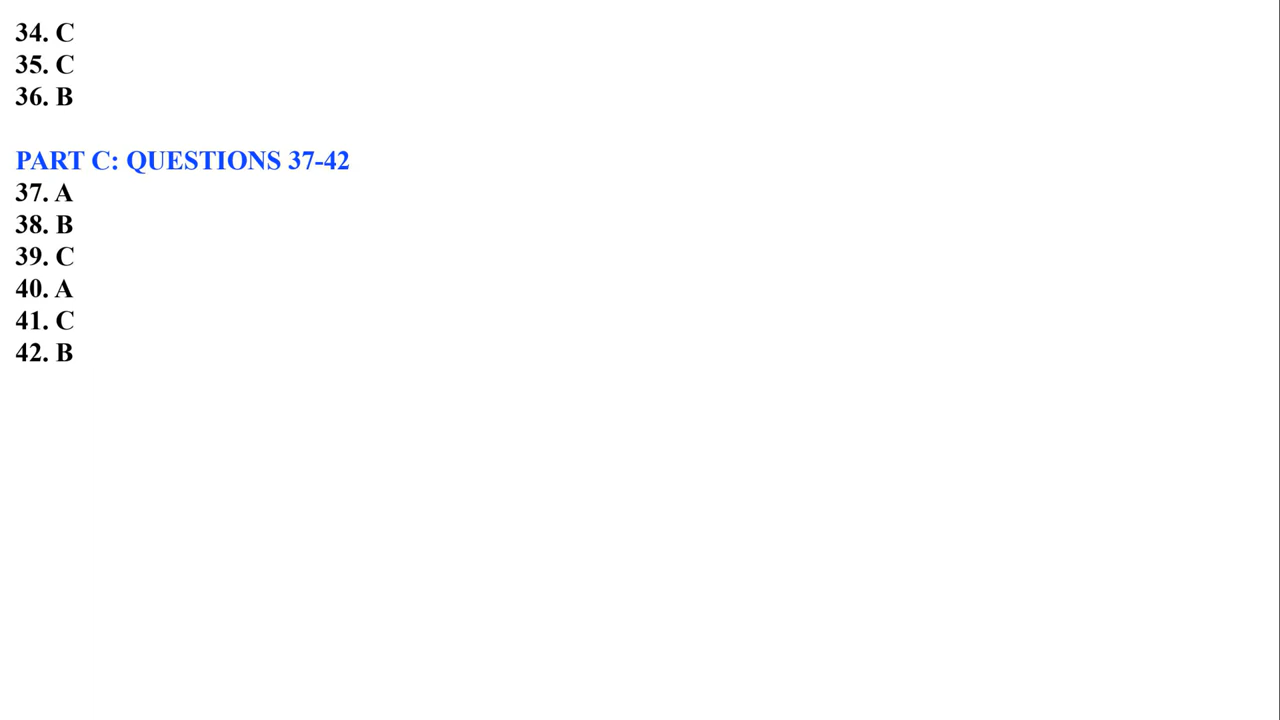 34. C
35. C
36. B
PART C: QUESTIONS 37-42
37. A
38. B
39. C
40. A
41. C
42. B